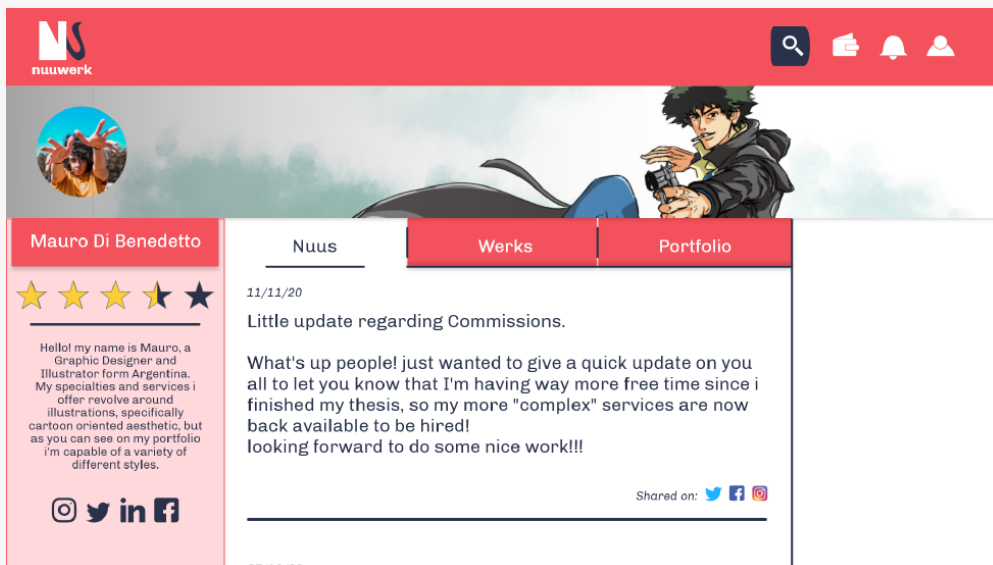 NS
nuuwerk
Mauro Di Benedetto
Hello! my name is Mauro, a
Graphic Designer and
Illustrator form Argentina.
My specialties and services i
offer revolve around
illustrations, specifically
cartoon oriented aesthetic, but
as you can see on my portfolio
i'm capable of a variety of
different styles.
Nuus
Werks
Portfolio
11/11/20
Little update regarding Commissions.
What's up people! just wanted to give a quick update on you
all to let you know that I'm having way more free time since i
finished my thesis, so my more "complex" services are now
back available to be hired!
looking forward to do some nice work!!!
Shared on: